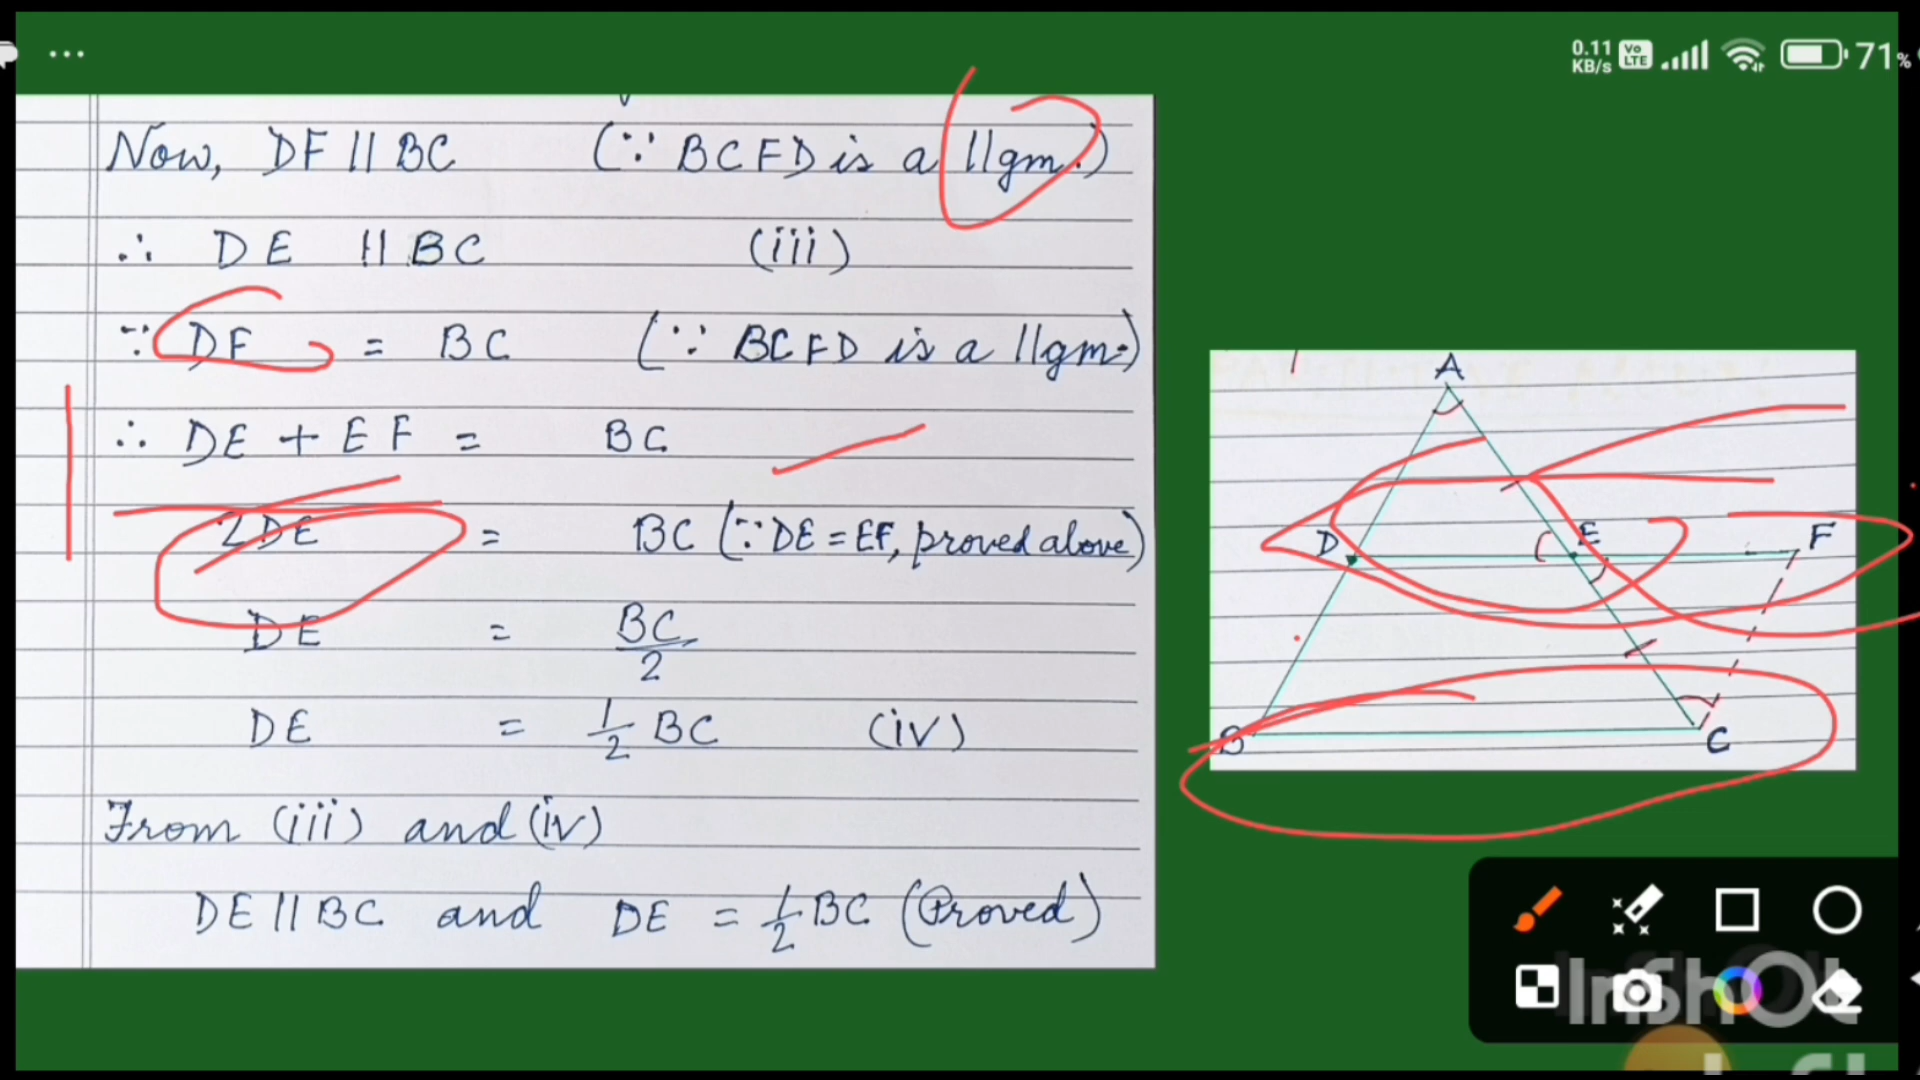 ...
0.11 KB/s Vo LTE 71%
Now, DF || BC (∵ BCFD is a ||gm.)
∴ DE || BC (iii)
∵ DF = BC (∵ BCFD is a ||gm.)
∴ DE + EF = BC
2DE = BC (∵ DE = EF, proved above)
DE = BC/2
DE = 1/2 BC (iv)
From (iii) and (iv)
DE || BC and DE = 1/2 BC (Proved)
A
D E F
B C
InShOt